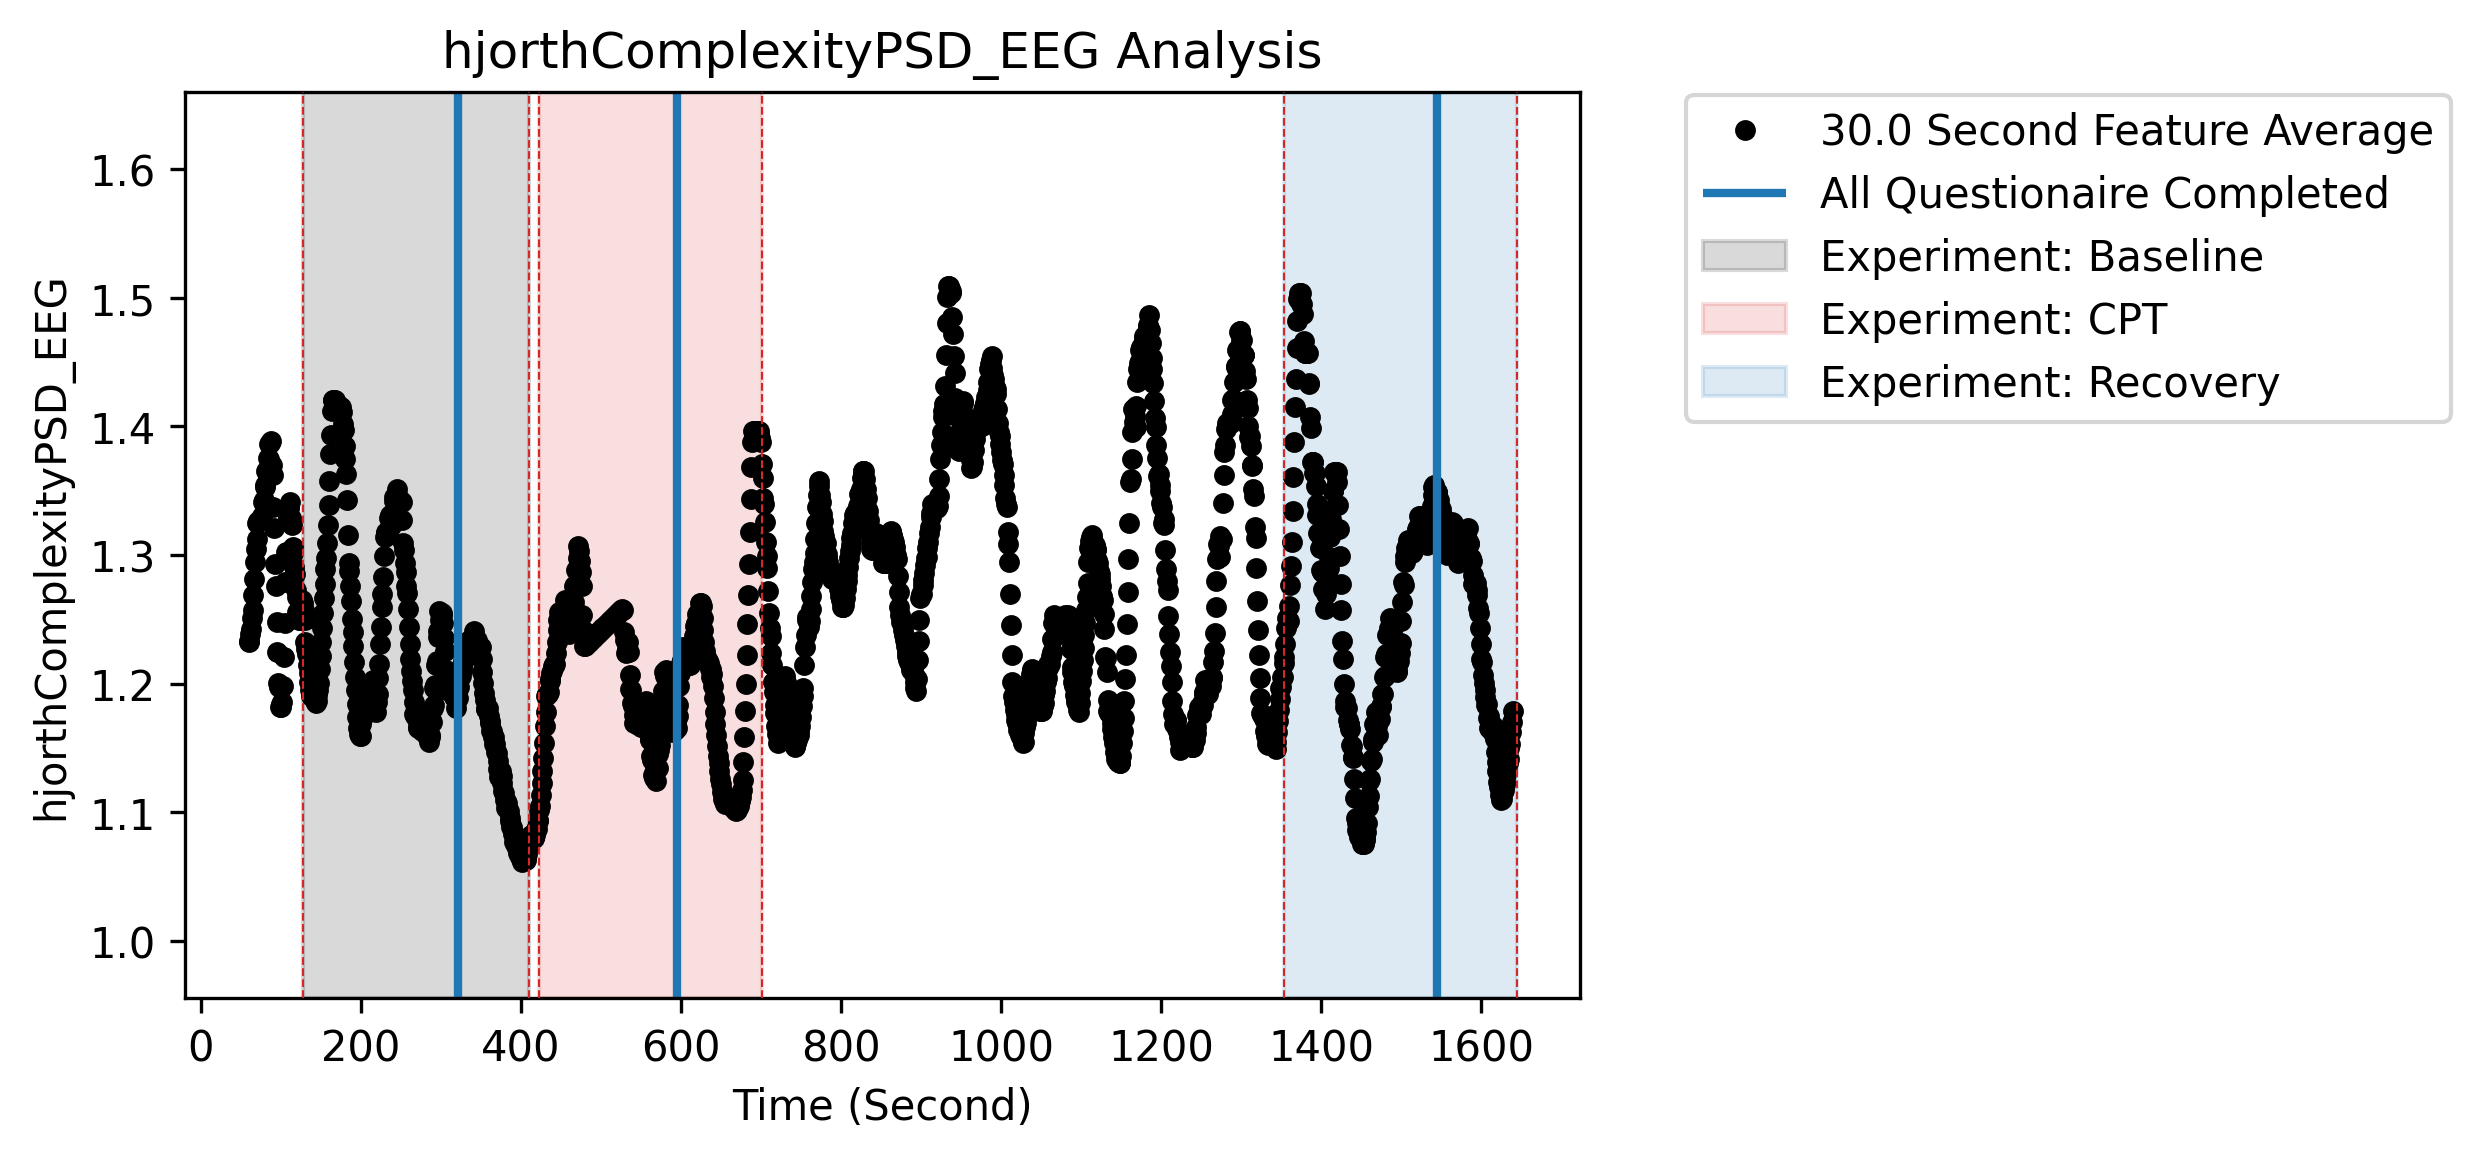 hjorthComplexityPSD_EEG Analysis
hjorthComplexityPSD_EEG
1.6
1.5
1.4
1.3
1.2
1.1
1.0
0 200 400 600 800 1000 1200 1400 1600
Time (Second)
30.0 Second Feature Average
All Questionaire Completed
Experiment: Baseline
Experiment: CPT
Experiment: Recovery